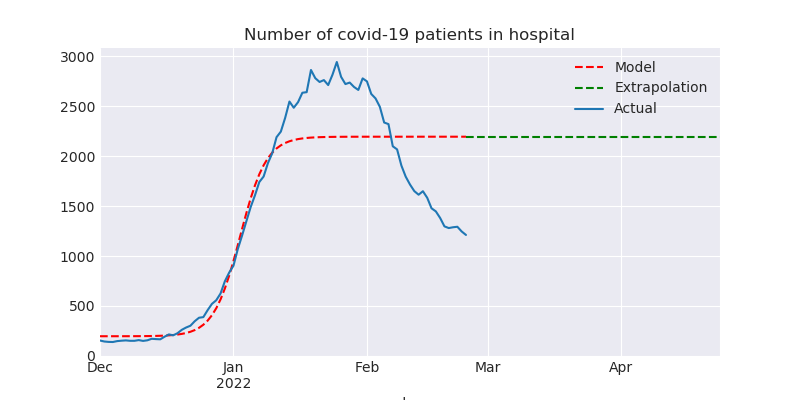 Number of covid-19 patients in hospital
3000
2500
2000
1500
1000
500
0
Model
Extrapolation
Actual
Dec
Jan
2022
Feb
Mar
Apr